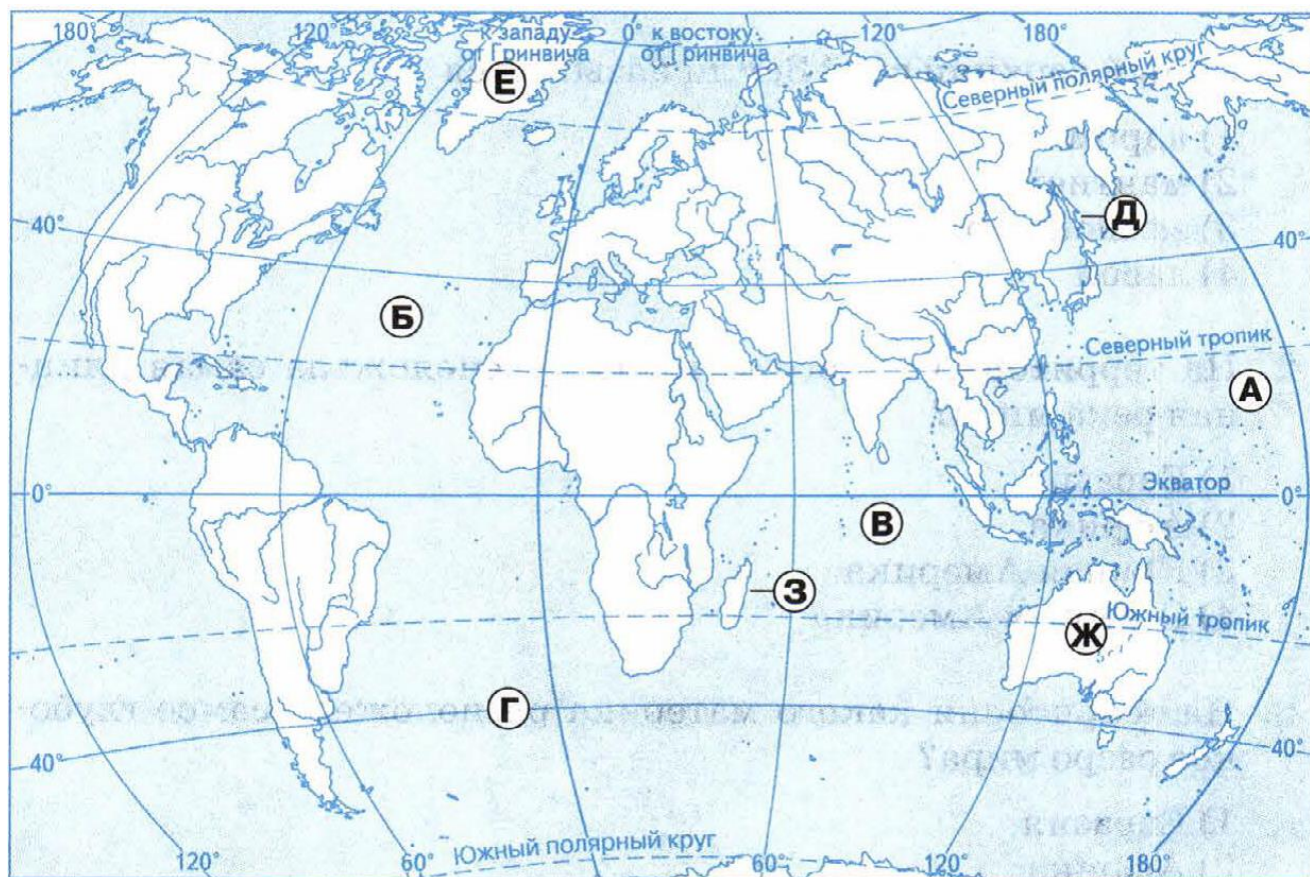 180° 120° к западу от Гринвича 0° к востоку от Гринвича 120° 180°
Северный полярный круг
Е
Д
40° 40°
Б
Северный тропик
А
0° Экватор 0°
В
З
Южный тропик
Ж
Г
40° 40°
Южный полярный круг
120° 60° 60° 120° 180°